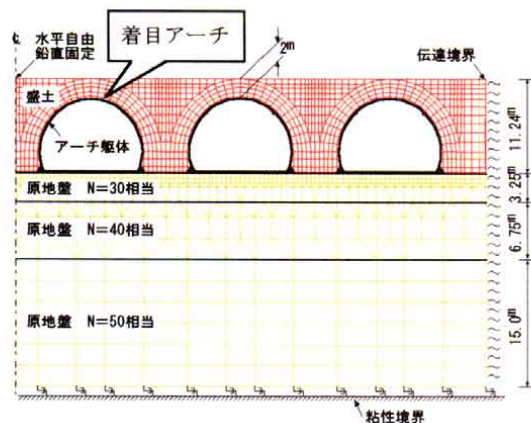 ℄ 水平自由
鉛直固定
着目アーチ
2m
伝達境界
盛土
アーチ躯体
11.24m
原地盤 N=30相当
3.25m
原地盤 N=40相当
6.75m
原地盤 N=50相当
15.0m
粘性境界